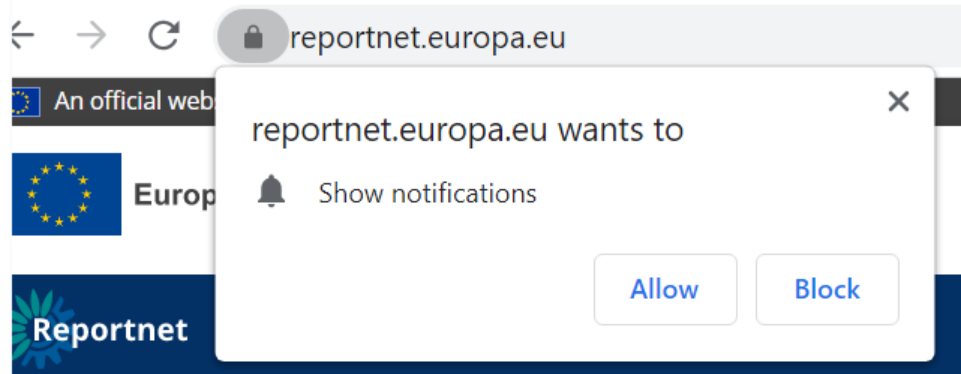 reportnet.europa.eu
An official web
reportnet.europa.eu wants to
Europ
Show notifications
Allow
Block
Reportnet